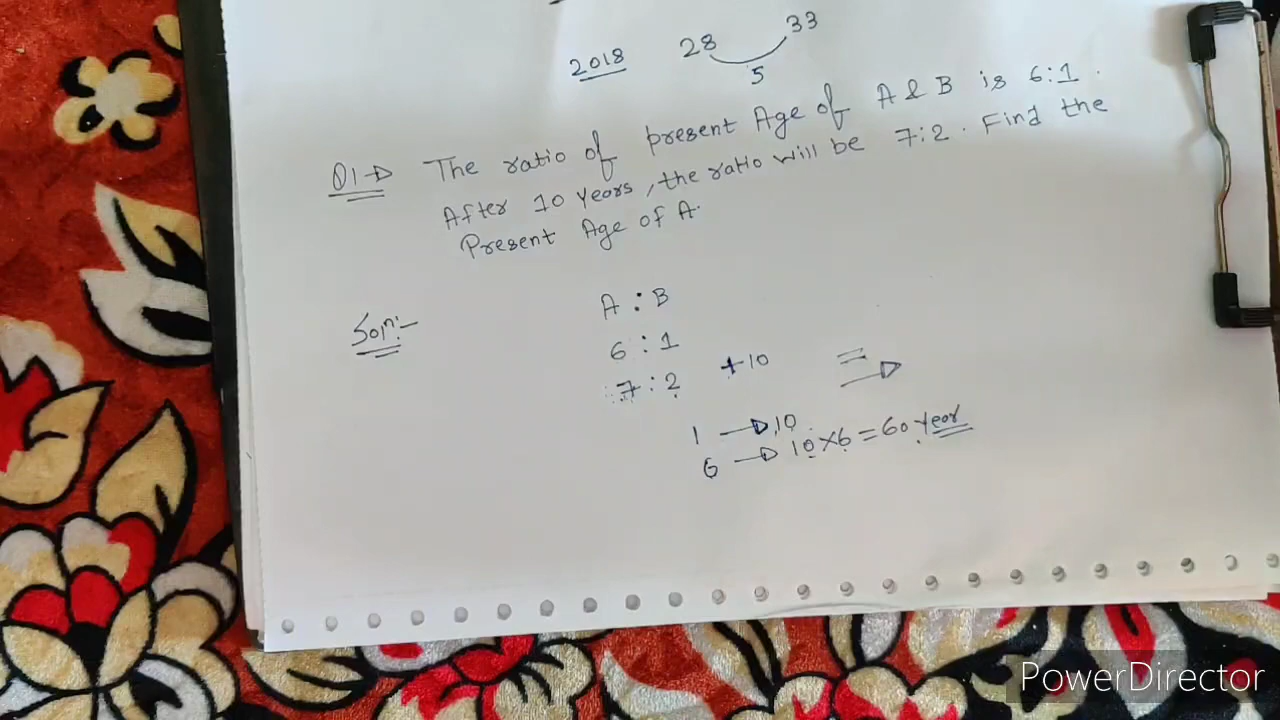 2018 28 33
5
Q1→ The ratio of present Age of A & B is 6:1.
After 10 years, the ratio will be 7:2. Find the
Present Age of A.
Soln:-
A : B
6 : 1
7 : 2 +10 =
1 → 10
6 → 10×6 = 60 year
PowerDirector